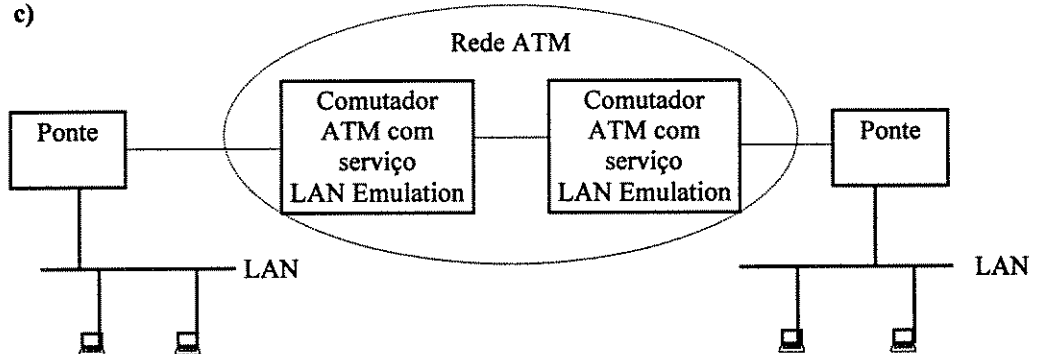 c)
Rede ATM
Ponte
Comutador
ATM com
serviço
LAN Emulation
Comutador
ATM com
serviço
LAN Emulation
Ponte
LAN
LAN